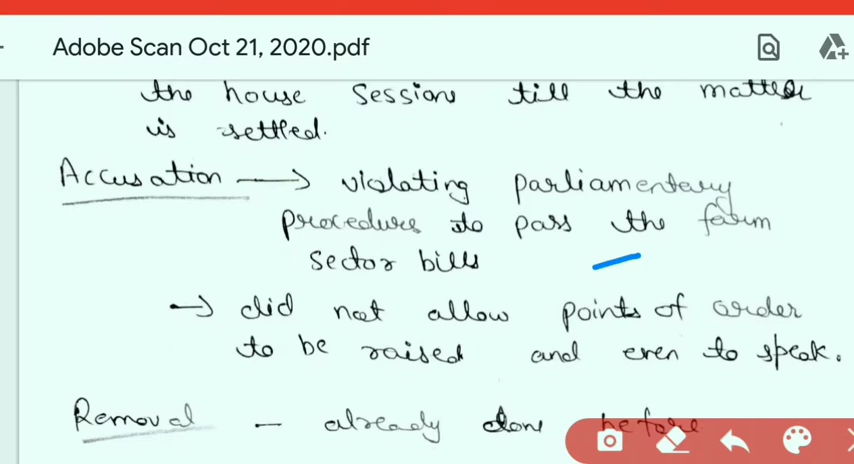 Adobe Scan Oct 21, 2020.pdf
the house session till the matter
is settled.
Accusation → violating parliamentary
procedure to pass the farm
sector bills
→ did not allow points of order
to be raised and even to speak.
Removal - already done before